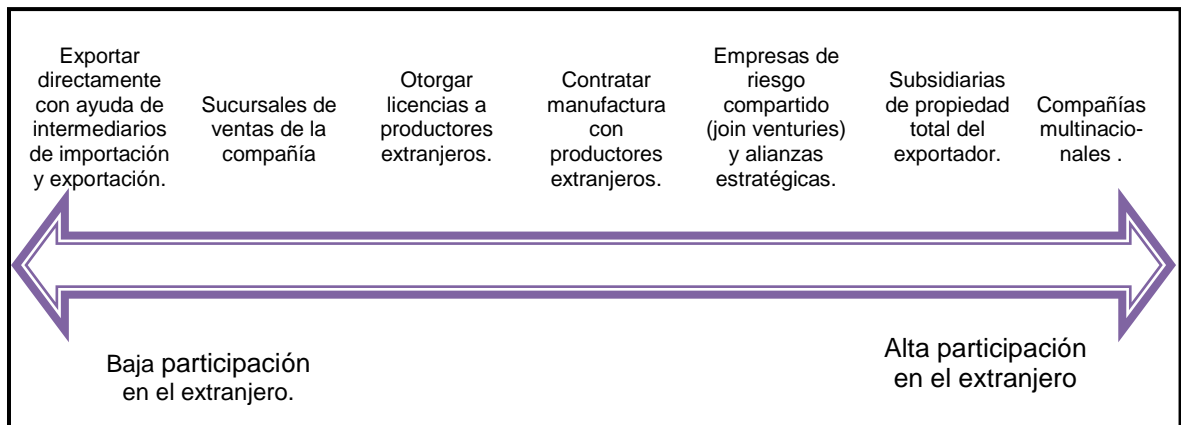 Exportar
directamente
con ayuda de
intermediarios
de importación
y exportación.
Sucursales de
ventas de la
compañía
Otorgar
licencias a
productores
extranjeros.
Contratar
manufactura
con
productores
extranjeros.
Empresas de
riesgo
compartido
(join venturies)
y alianzas
estratégicas.
Subsidiarias
de propiedad
total del
exportador.
Compañías
multinacio-
nales .
Baja participación
en el extranjero.
Alta participación
en el extranjero